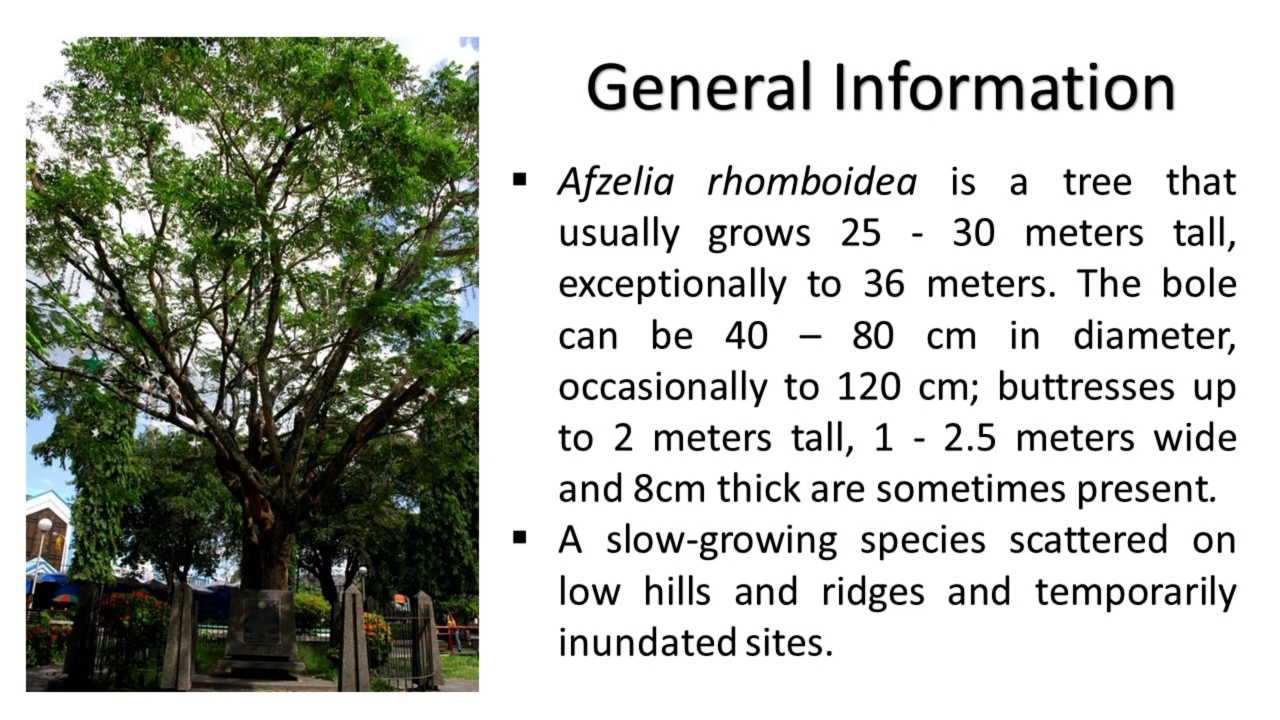 General Information
▪ Afzelia rhomboidea is a tree that
usually grows 25 - 30 meters tall,
exceptionally to 36 meters. The bole
can be 40 – 80 cm in diameter,
occasionally to 120 cm; buttresses up
to 2 meters tall, 1 - 2.5 meters wide
and 8cm thick are sometimes present.
▪ A slow-growing species scattered on
low hills and ridges and temporarily
inundated sites.